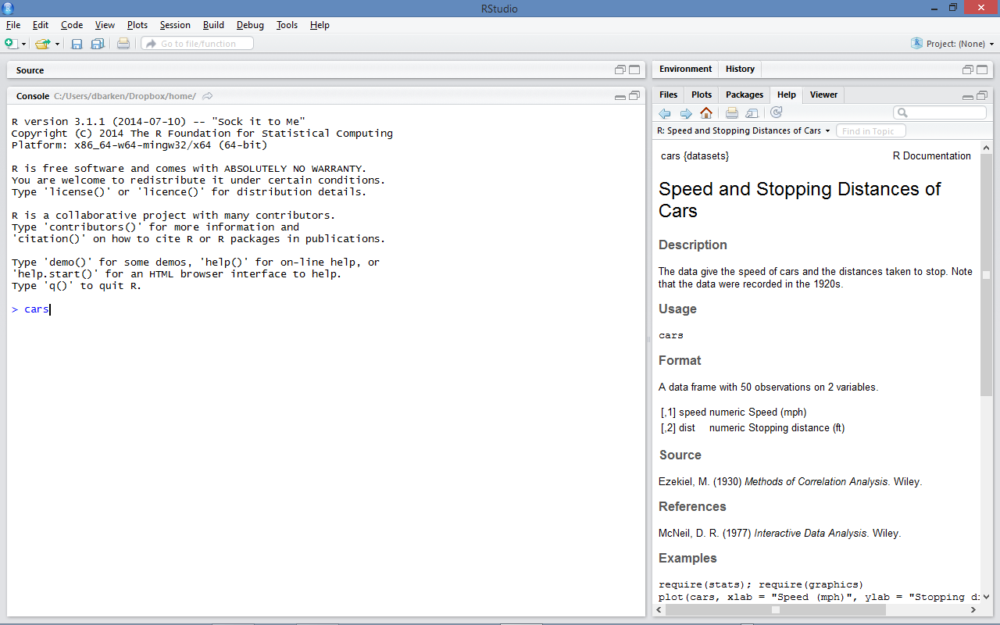 RStudio
File Edit Code View Plots Session Build Debug Tools Help
Go to file/function
Project: (None)
Source
Console C:/Users/dbarken/Dropbox/home/
R version 3.1.1 (2014-07-10) -- "Sock it to Me"
Copyright (C) 2014 The R Foundation for Statistical Computing
Platform: x86_64-w64-mingw32/x64 (64-bit)
R is free software and comes with ABSOLUTELY NO WARRANTY.
You are welcome to redistribute it under certain conditions.
Type 'license()' or 'licence()' for distribution details.
R is a collaborative project with many contributors.
Type 'contributors()' for more information and
'citation()' on how to cite R or R packages in publications.
Type 'demo()' for some demos, 'help()' for on-line help, or
'help.start()' for an HTML browser interface to help.
Type 'q()' to quit R.
> cars
Environment History
Files Plots Packages Help Viewer
R: Speed and Stopping Distances of Cars Find in Topic
cars {datasets} R Documentation
Speed and Stopping Distances of
Cars
Description
The data give the speed of cars and the distances taken to stop. Note
that the data were recorded in the 1920s.
Usage
cars
Format
A data frame with 50 observations on 2 variables.
[,1] speed numeric Speed (mph)
[,2] dist numeric Stopping distance (ft)
Source
Ezekiel, M. (1930) Methods of Correlation Analysis. Wiley.
References
McNeil, D. R. (1977) Interactive Data Analysis. Wiley.
Examples
require(stats); require(graphics)
plot(cars, xlab = "Speed (mph)", ylab = "Stopping di